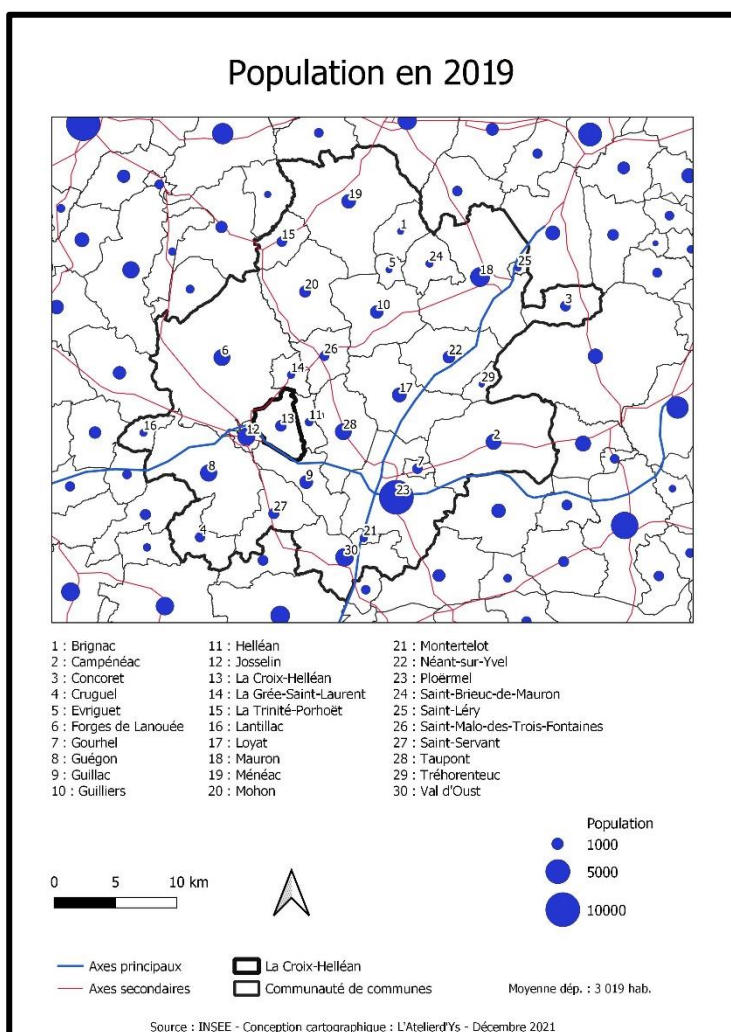 Population en 2019
19
1
15
24
5
25
18
20
10
3
26
22
6
14
29
17
13
11
16
12
28
2
7
8
9
23
27
4
21
30
1 : Brignac
2 : Campénéac
3 : Concoret
4 : Cruguel
5 : Evriguet
6 : Forges de Lanouée
7 : Gourhel
8 : Guégon
9 : Guillac
10 : Guilliers
11 : Helléan
12 : Josselin
13 : La Croix-Helléan
14 : La Grée-Saint-Laurent
15 : La Trinité-Porhoët
16 : Lantillac
17 : Loyat
18 : Mauron
19 : Ménéac
20 : Mohon
21 : Montertelot
22 : Néant-sur-Yvel
23 : Ploërmel
24 : Saint-Brieuc-de-Mauron
25 : Saint-Léry
26 : Saint-Malo-des-Trois-Fontaines
27 : Saint-Servant
28 : Taupont
29 : Tréhorenteuc
30 : Val d'Oust
Population
1000
5000
10000
0 5 10 km
Axes principaux
Axes secondaires
La Croix-Helléan
Communauté de communes
Moyenne dép. : 3 019 hab.
Source : INSEE - Conception cartographique : L'Atelierd'Ys - Décembre 2021